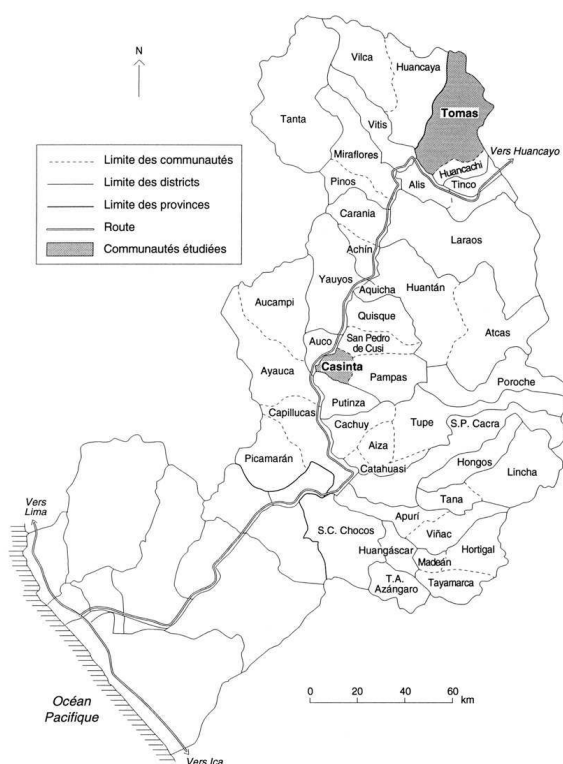 N
Limite des communautés
Limite des districts
Limite des provinces
Route
Communautés étudiées
Vilca
Huancaya
Tanta
Tomas
Vitis
Vers Huancayo
Miraflores
Huancachi
Pinos
Alis
Tinco
Carania
Laraos
Achín
Yauyos
Aquicha
Huantán
Aucampi
Quisque
Atcas
Auco
San Pedro
de Cusi
Ayauca
Casinta
Pampas
Poroche
Putinza
Capillucas
Cachuy
Tupe
S.P. Cacra
Aiza
Picamarán
Hongos
Catahuasi
Lincha
Tana
Vers
Lima
Apurí
S.C. Chocos
Viñac
Huangáscar
Hortigal
Madeán
T.A.
Azángaro
Tayamarca
Océan
Pacifique
0 20 40 60
km
Vers Ica